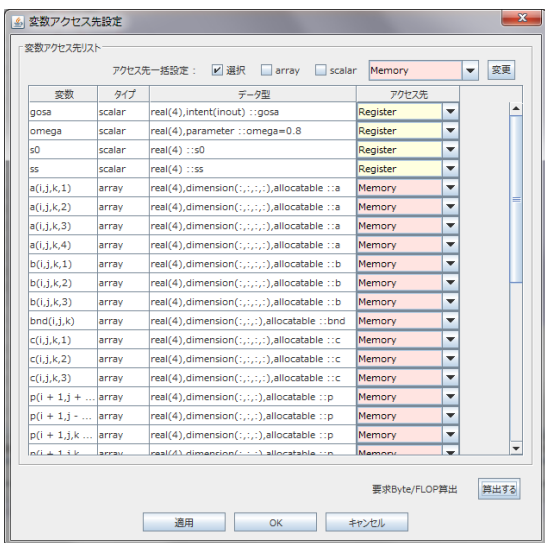 変数アクセス先設定
変数アクセス先リスト
アクセス先一括設定： 選択 array scalar Memory 変更
変数 タイプ データ型 アクセス先
gosa scalar real(4),intent(inout) ::gosa Register
omega scalar real(4),parameter ::omega=0.8 Register
s0 scalar real(4) ::s0 Register
ss scalar real(4) ::ss Register
a(i,j,k,1) array real(4),dimension(:,:,:,:),allocatable ::a Memory
a(i,j,k,2) array real(4),dimension(:,:,:,:),allocatable ::a Memory
a(i,j,k,3) array real(4),dimension(:,:,:,:),allocatable ::a Memory
a(i,j,k,4) array real(4),dimension(:,:,:,:),allocatable ::a Memory
b(i,j,k,1) array real(4),dimension(:,:,:,:),allocatable ::b Memory
b(i,j,k,2) array real(4),dimension(:,:,:,:),allocatable ::b Memory
b(i,j,k,3) array real(4),dimension(:,:,:,:),allocatable ::b Memory
bnd(i,j,k) array real(4),dimension(:,:,:),allocatable ::bnd Memory
c(i,j,k,1) array real(4),dimension(:,:,:,:),allocatable ::c Memory
c(i,j,k,2) array real(4),dimension(:,:,:,:),allocatable ::c Memory
c(i,j,k,3) array real(4),dimension(:,:,:,:),allocatable ::c Memory
p(i + 1,j + ... array real(4),dimension(:,:,:),allocatable ::p Memory
p(i + 1,j - ... array real(4),dimension(:,:,:),allocatable ::p Memory
p(i + 1,j,k ... array real(4),dimension(:,:,:),allocatable ::p Memory
p(i + 1,j,k array real(4),dimension(:,:,:),allocatable ::p Memory
要求Byte/FLOP算出 算出する
適用 OK キャンセル